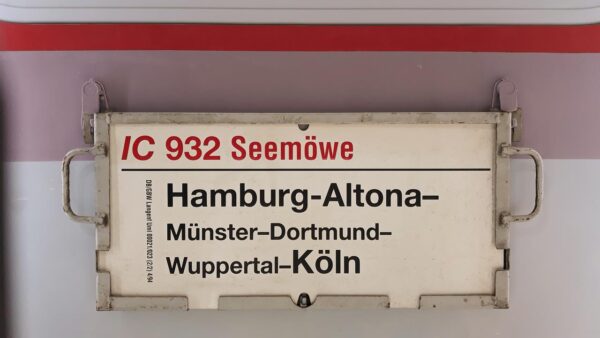 IC 932 Seemöwe
Hamburg-Altona–
Münster–Dortmund–
Wuppertal–Köln